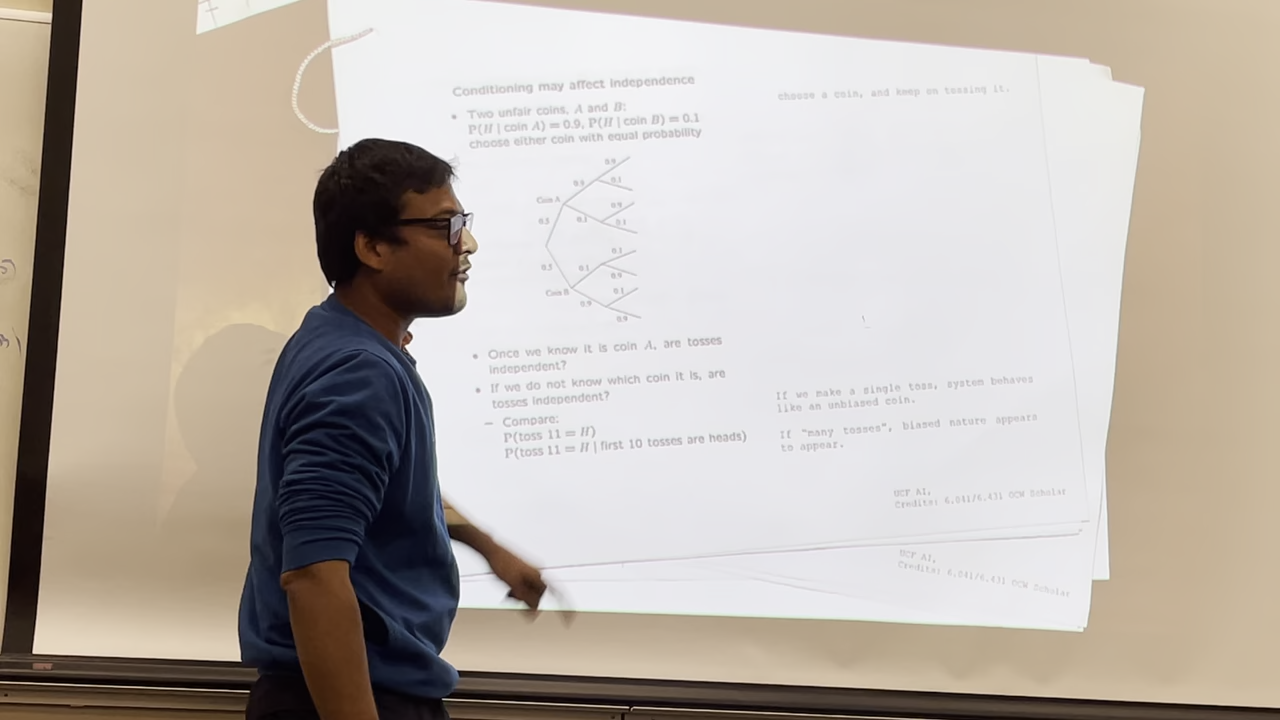 Conditioning may affect independence
• Two unfair coins, A and B:
P(H | coin A) = 0.9, P(H | coin B) = 0.1
choose either coin with equal probability
0.9
0.9
0.1
Coin A
0.9
0.5
0.1
0.1
0.1
0.5
0.1
0.9
Coin B
0.1
0.9
0.9
• Once we know it is coin A, are tosses
independent?
• If we do not know which coin it is, are
tosses independent?
– Compare:
P(toss 11 = H)
P(toss 11 = H | first 10 tosses are heads)
choose a coin, and keep on tossing it.
If we make a single toss, system behaves
like an unbiased coin.
If "many tosses", biased nature appears
to appear.
UCF AI,
Credits: 6.041/6.431 OCW Scholar
UCF AI,
Credits: 6.041/6.431 OCW Scholar